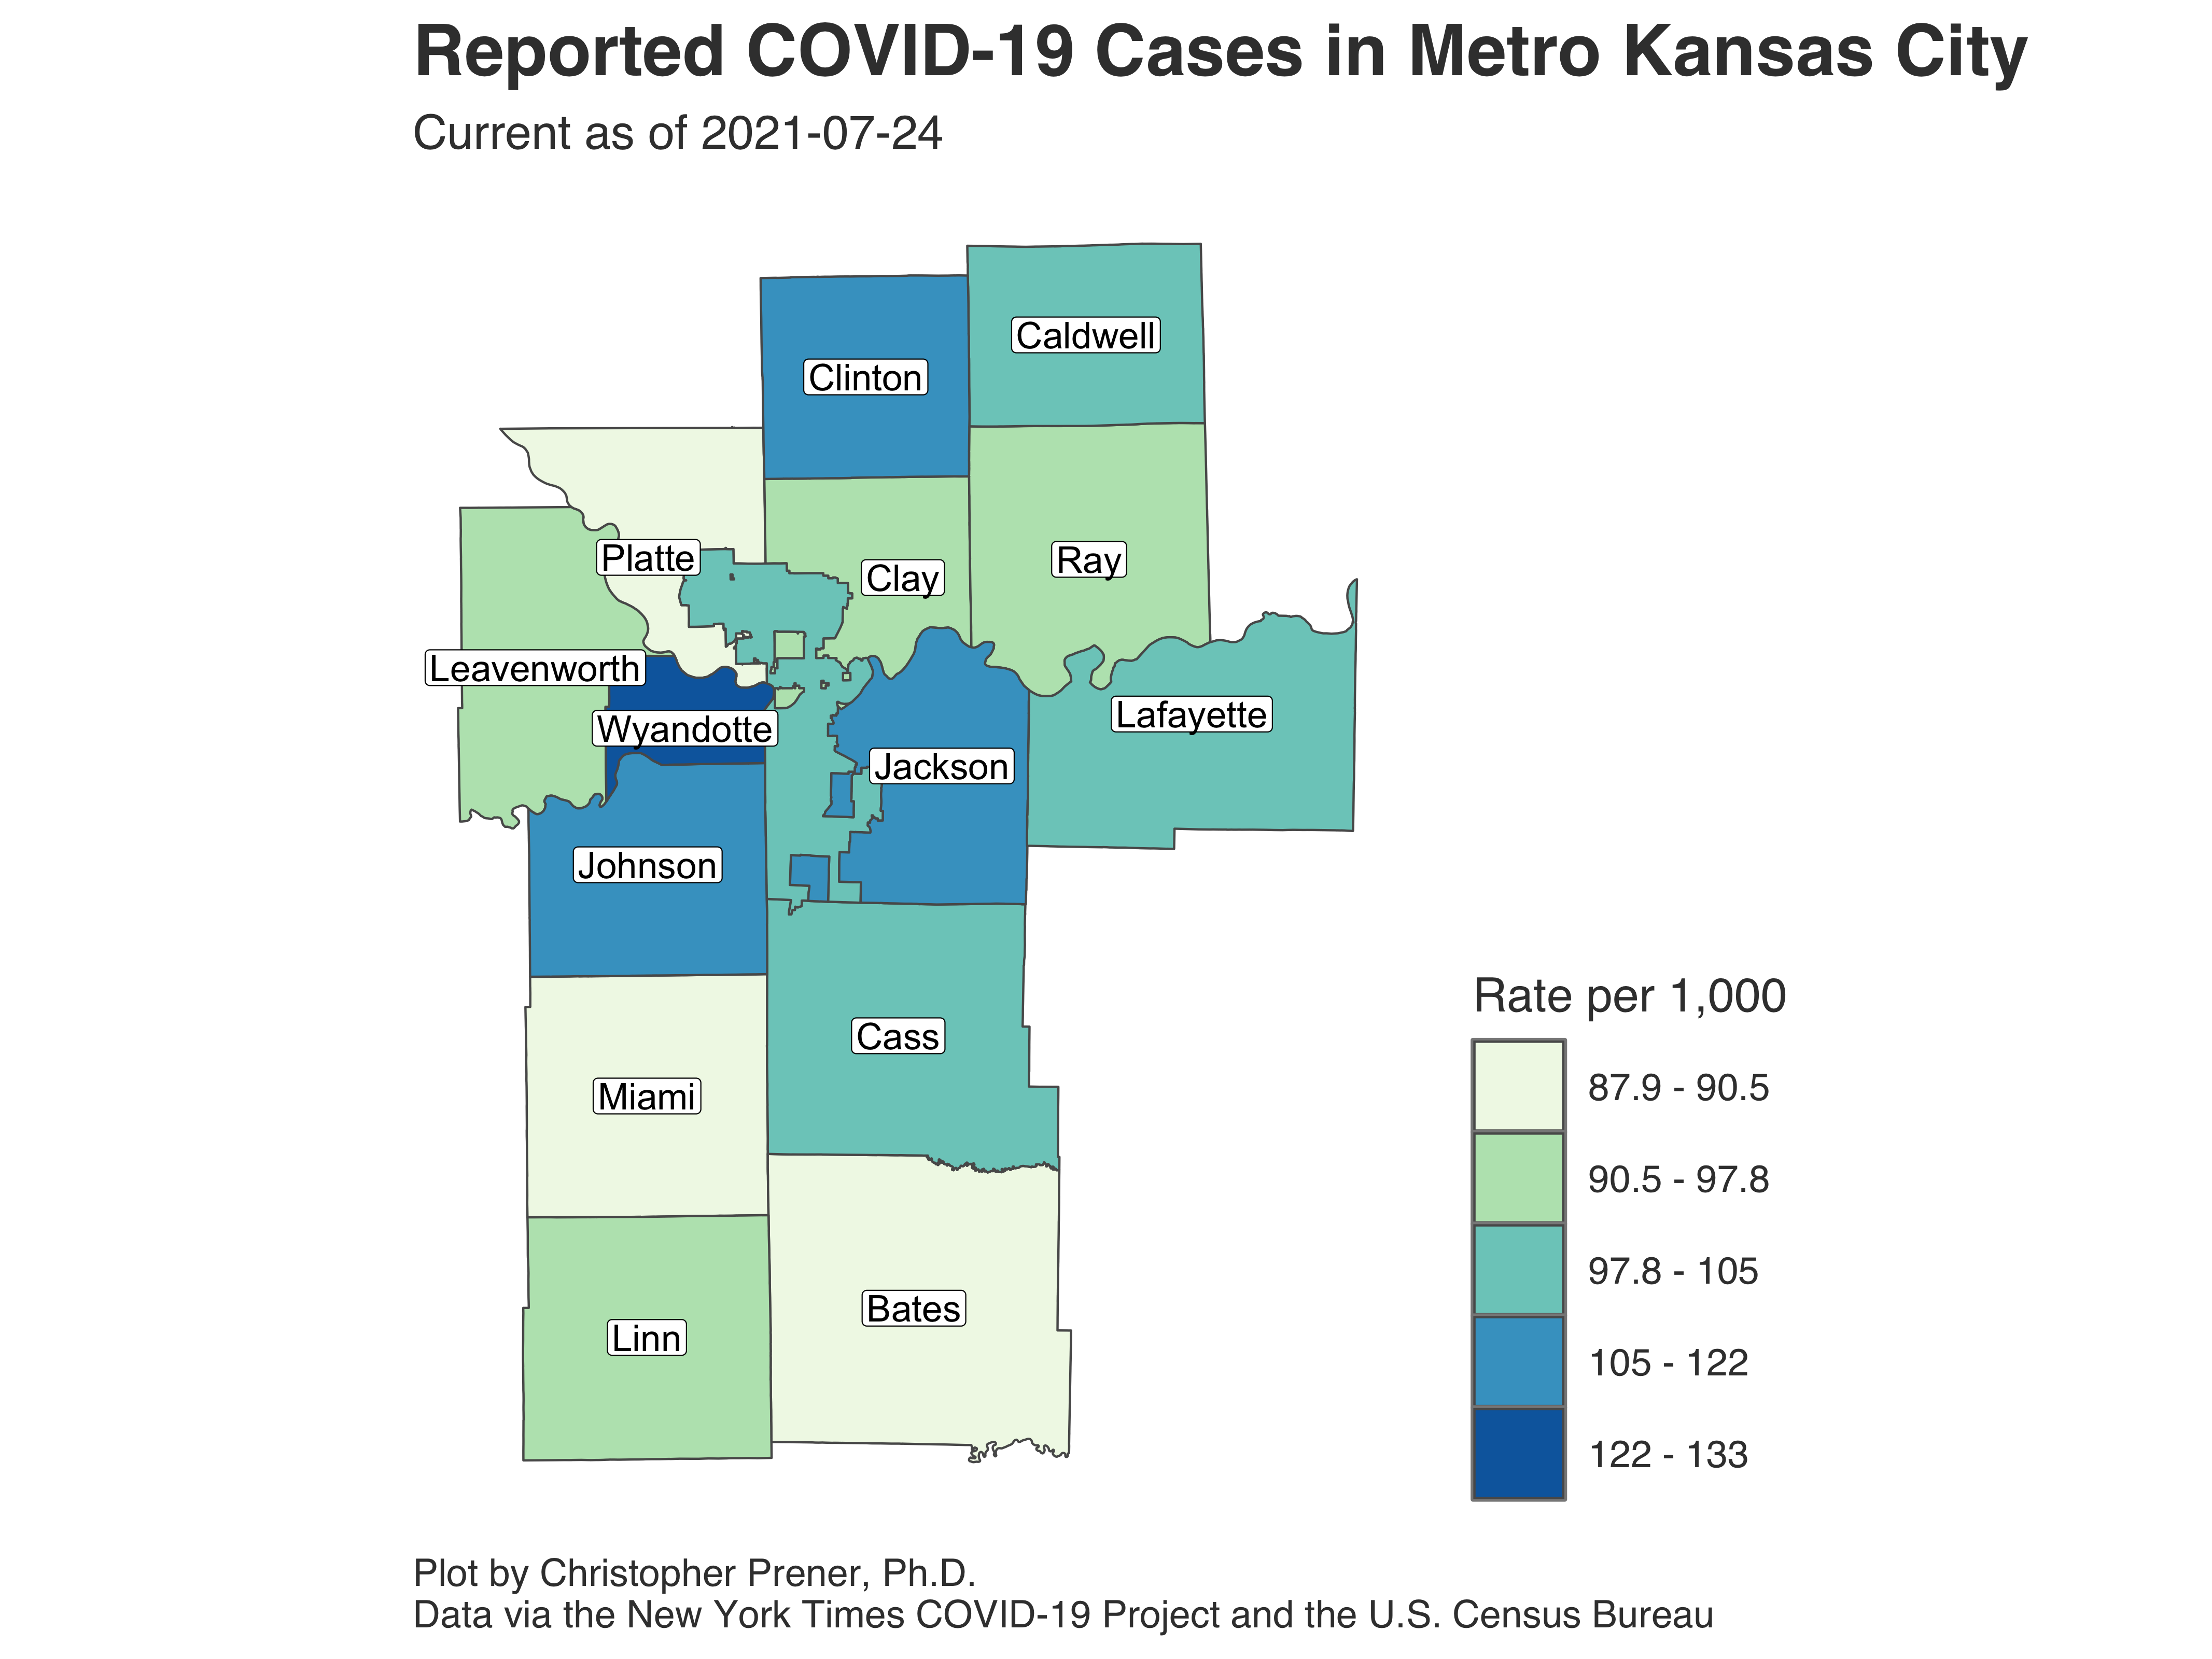 Reported COVID-19 Cases in Metro Kansas City
Current as of 2021-07-24
Caldwell
Clinton
Platte
Clay
Ray
Leavenworth
Wyandotte
Lafayette
Jackson
Johnson
Cass
Miami
Bates
Linn
Rate per 1,000
87.9 - 90.5
90.5 - 97.8
97.8 - 105
105 - 122
122 - 133
Plot by Christopher Prener, Ph.D.
Data via the New York Times COVID-19 Project and the U.S. Census Bureau